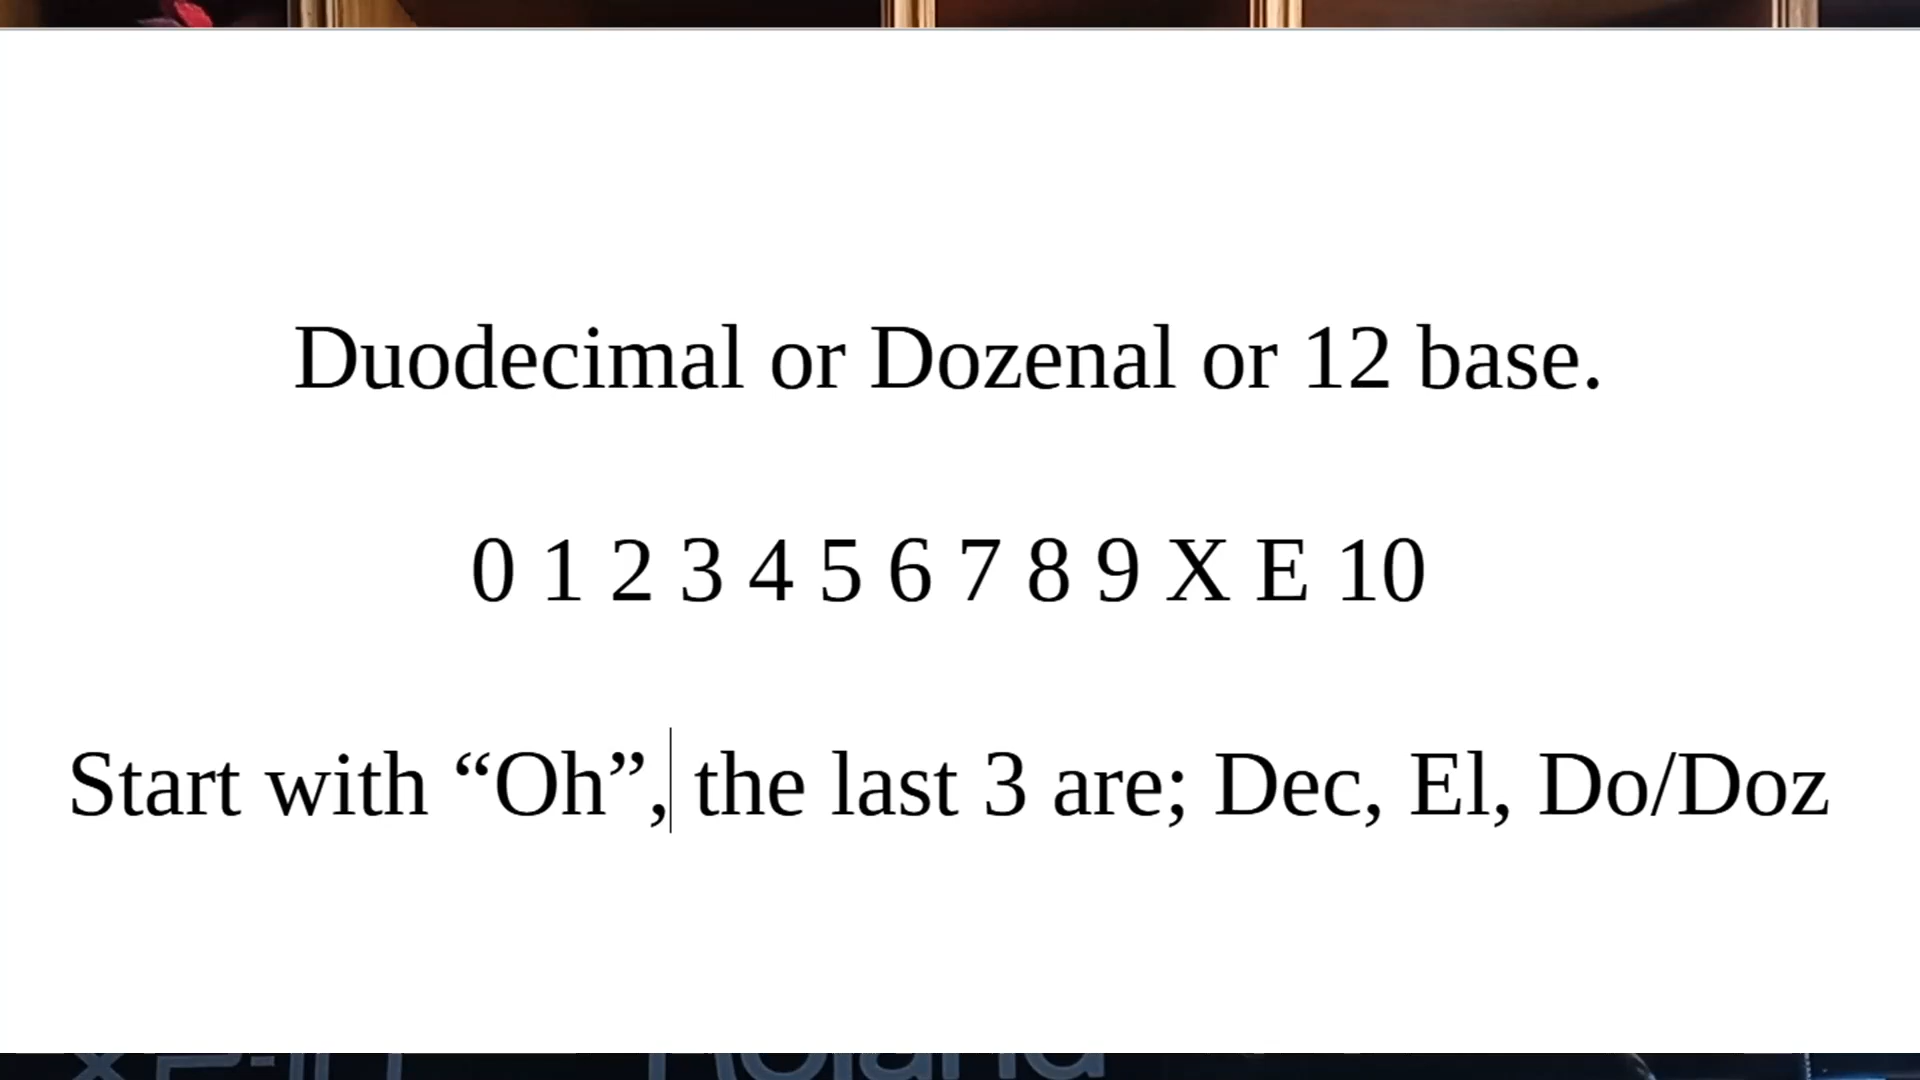 Duodecimal or Dozenal or 12 base.
0 1 2 3 4 5 6 7 8 9 X E 10
Start with “Oh”, the last 3 are; Dec, El, Do/Doz
Roland